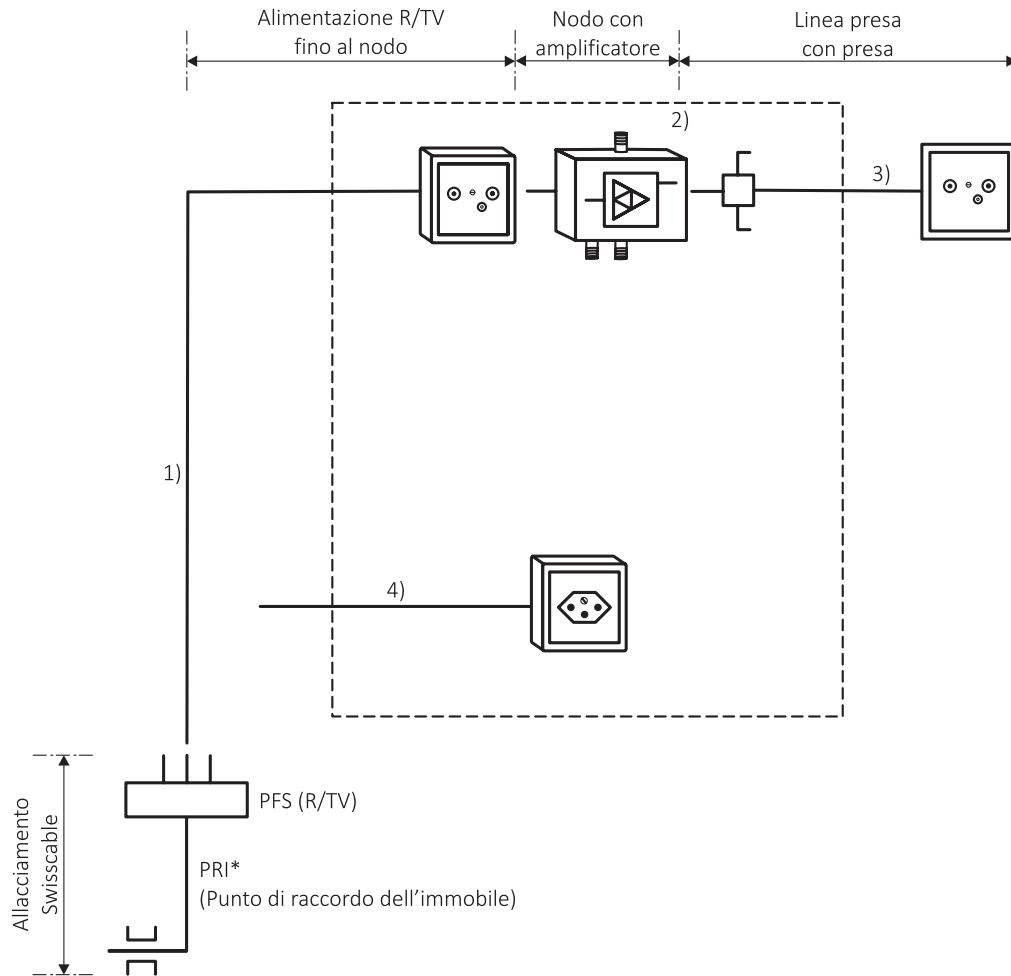 Alimentazione R/TV
fino al nodo
Nodo con
amplificatore
Linea presa
con presa
2)
3)
1)
4)
PFS (R/TV)
Allacciamento
Swisscable
PRI*
(Punto di raccordo dell’immobile)